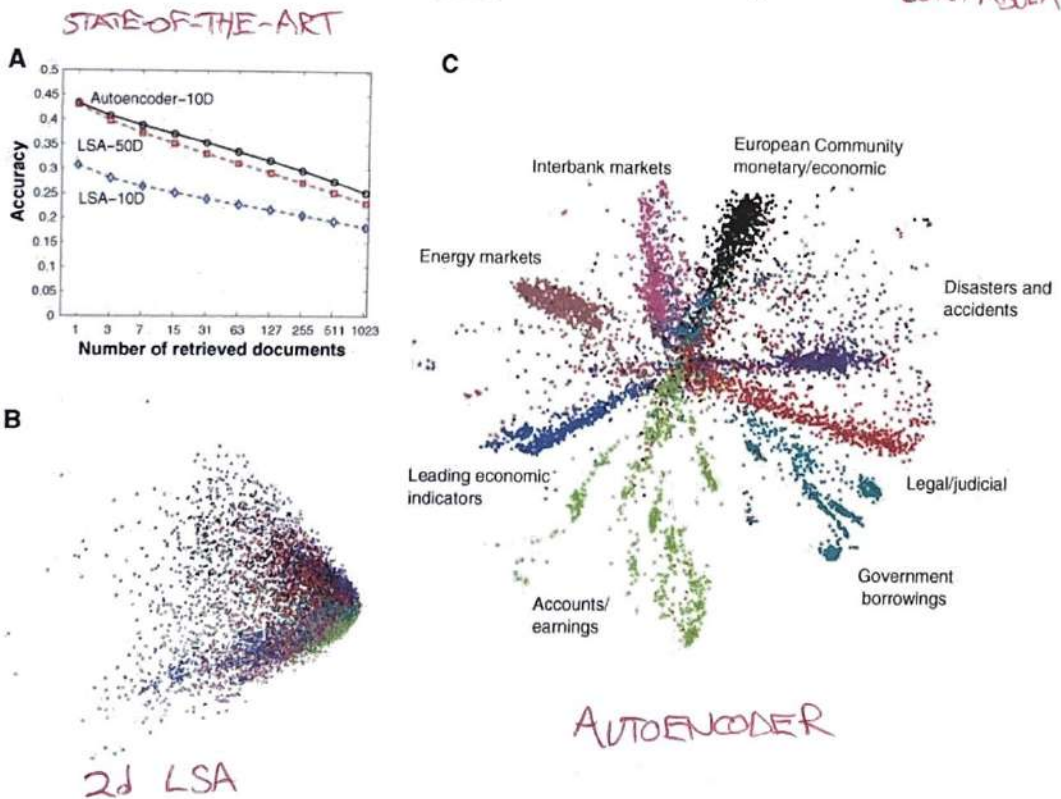 STATE-OF-THE-ART
A
0.5
0.45
0.4
0.35
0.3
0.25
0.2
0.15
0.1
0.05
0
Accuracy
Autoencoder-10D
LSA-50D
LSA-10D
1 3 7 15 31 63 127 255 511 1023
Number of retrieved documents
B
2d LSA
C
European Community
monetary/economic
Interbank markets
Energy markets
Disasters and
accidents
Leading economic
indicators
Legal/judicial
Government
borrowings
Accounts/
earnings
AUTOENCODER